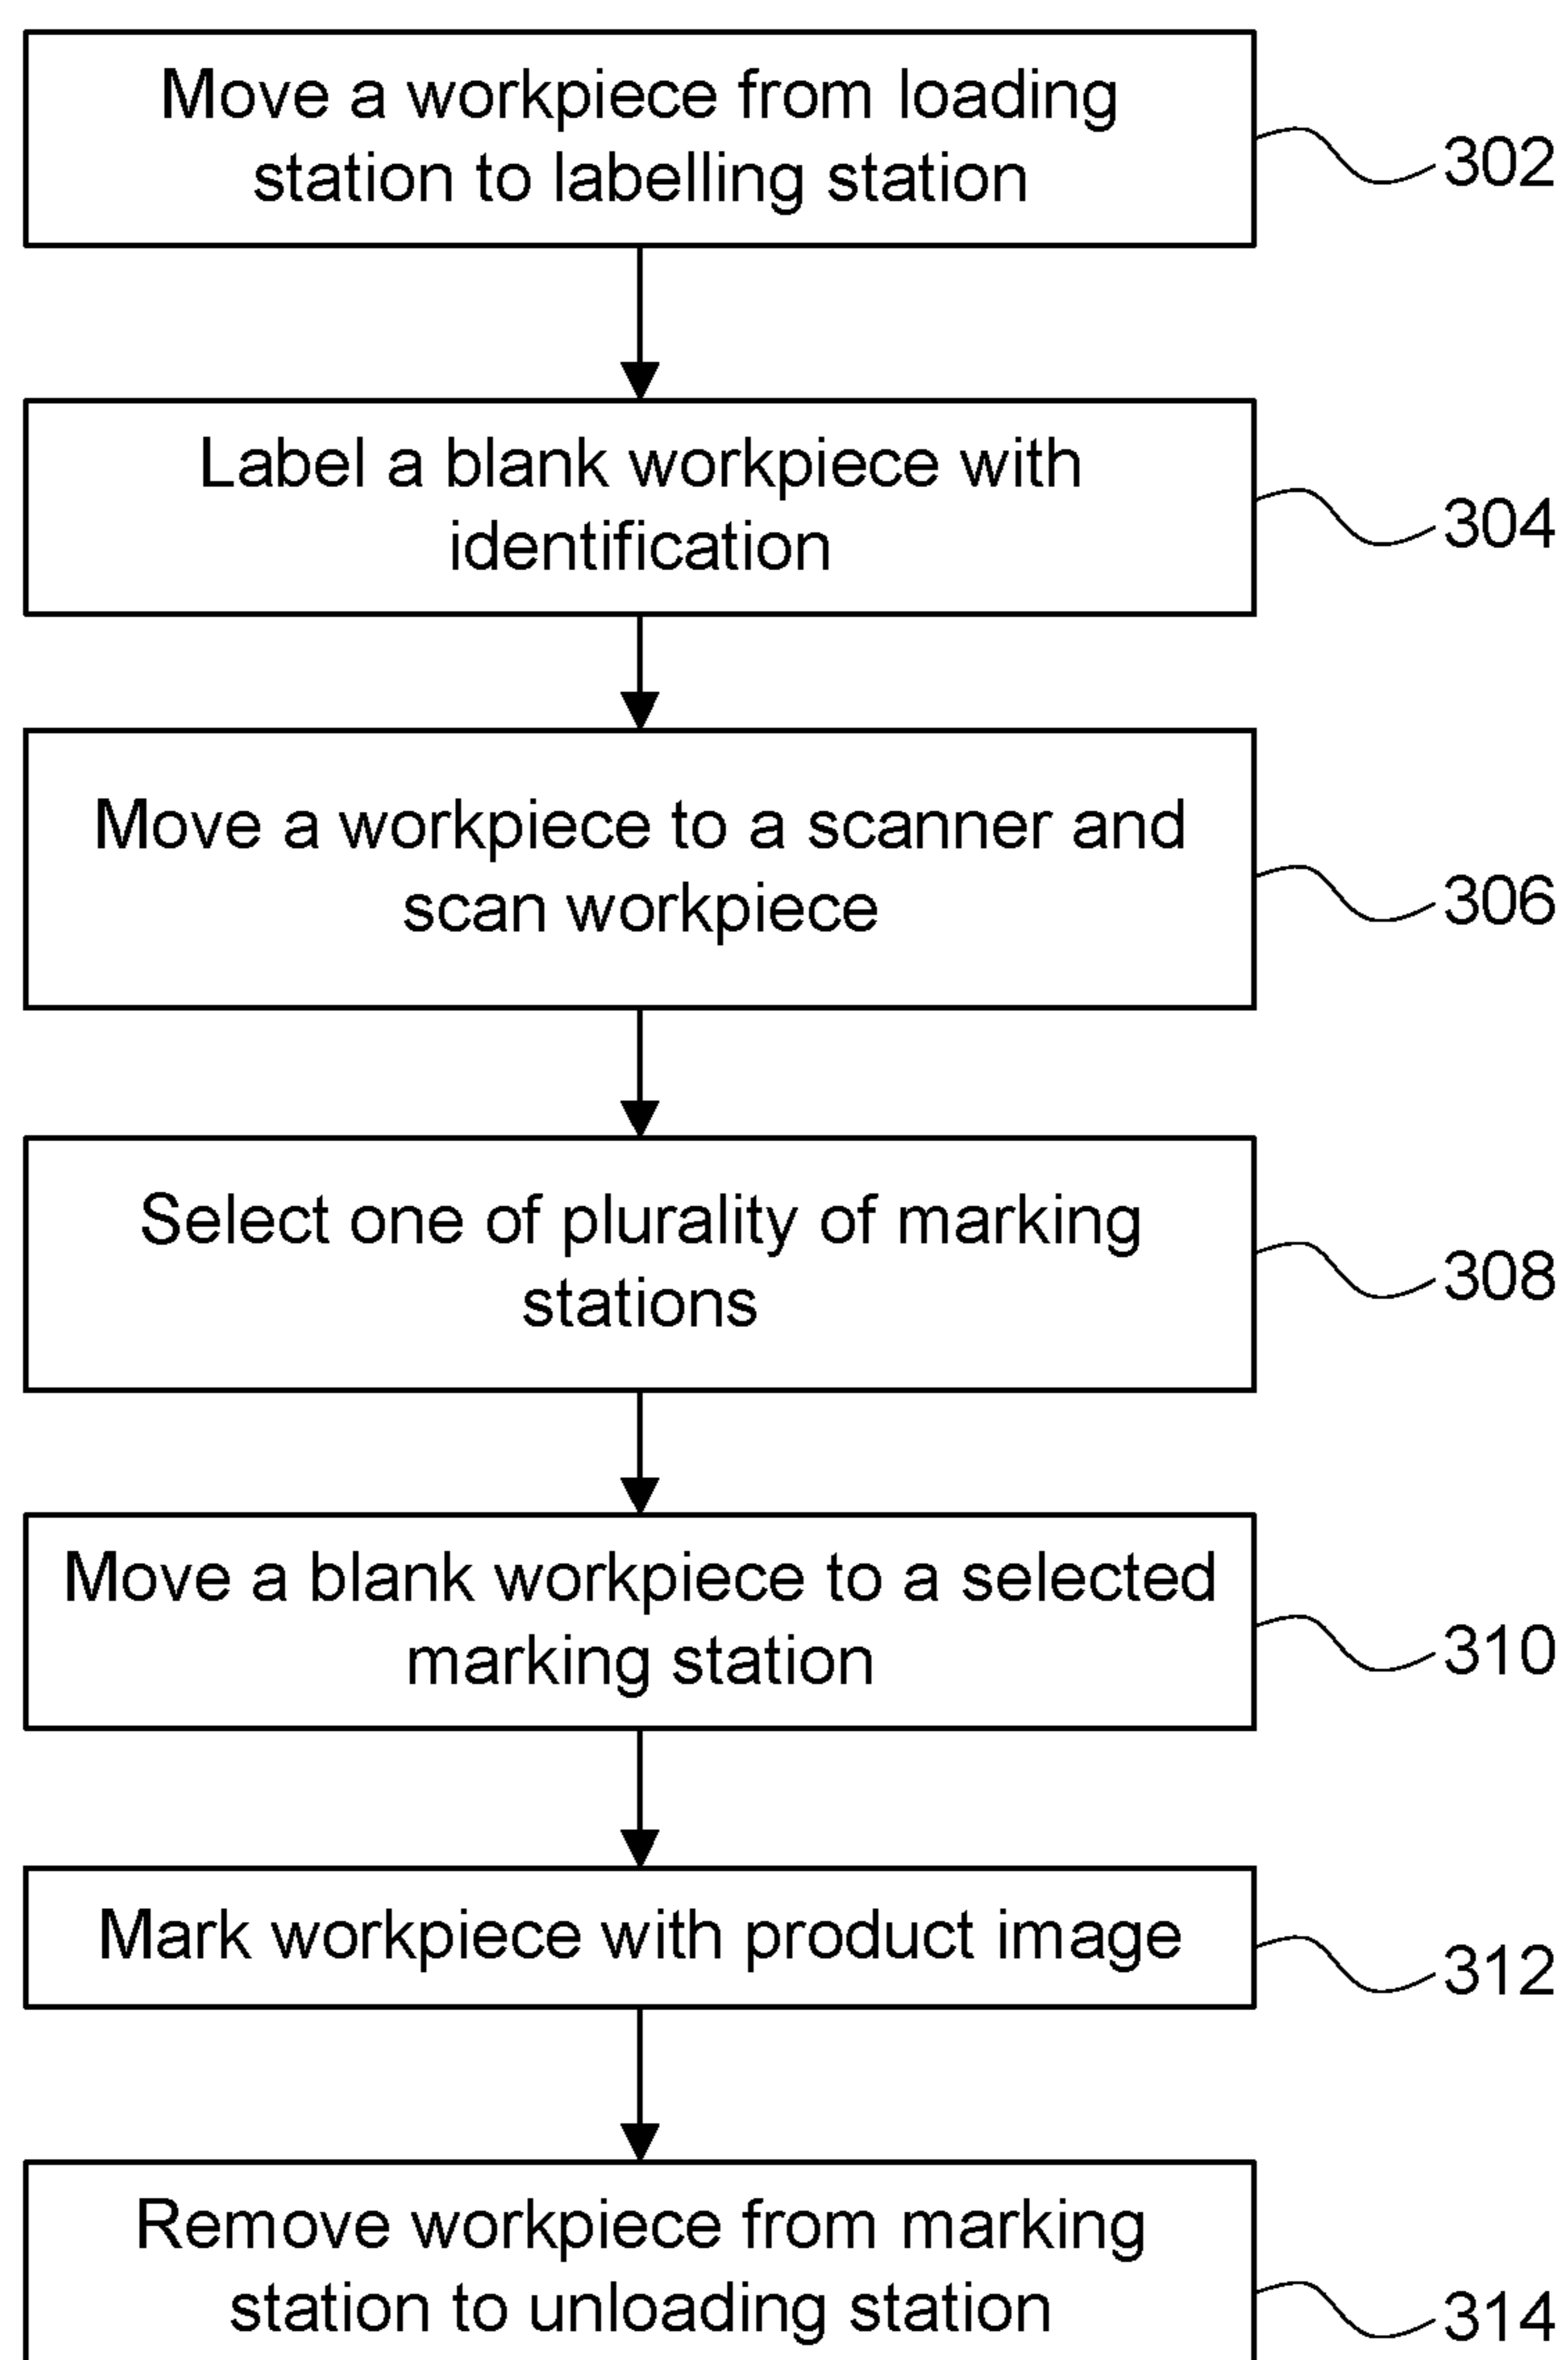 Move a workpiece from loading
station to labelling station
302
Label a blank workpiece with
identification
304
Move a workpiece to a scanner and
scan workpiece
306
Select one of plurality of marking
stations
308
Move a blank workpiece to a selected
marking station
310
Mark workpiece with product image
312
Remove workpiece from marking
station to unloading station
314